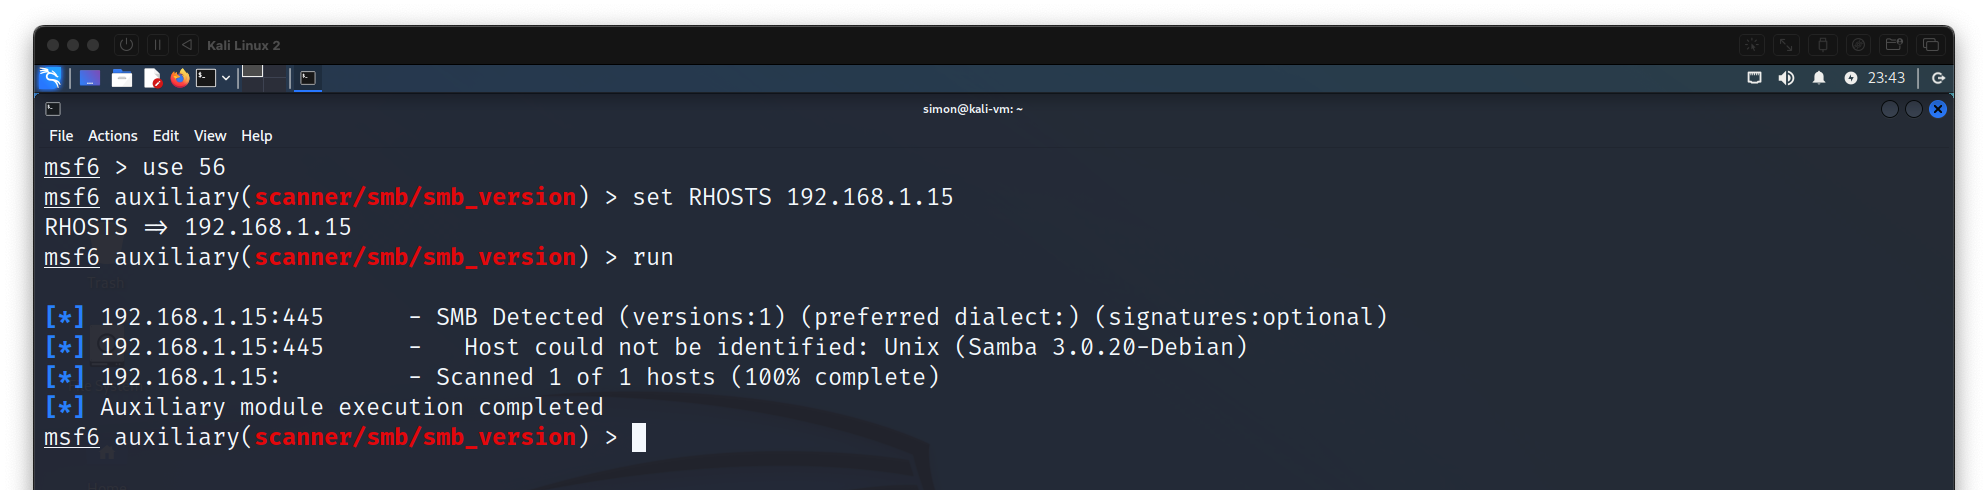 Kali Linux 2
23:43
simon@kali-vm: ~
File Actions Edit View Help
msf6 > use 56
msf6 auxiliary(scanner/smb/smb_version) > set RHOSTS 192.168.1.15
RHOSTS => 192.168.1.15
msf6 auxiliary(scanner/smb/smb_version) > run
Trash
[*] 192.168.1.15:445      - SMB Detected (versions:1) (preferred dialect:) (signatures:optional)
[*] 192.168.1.15:445      -   Host could not be identified: Unix (Samba 3.0.20-Debian)
[*] 192.168.1.15:         - Scanned 1 of 1 hosts (100% complete)
[*] Auxiliary module execution completed
msf6 auxiliary(scanner/smb/smb_version) >
Home